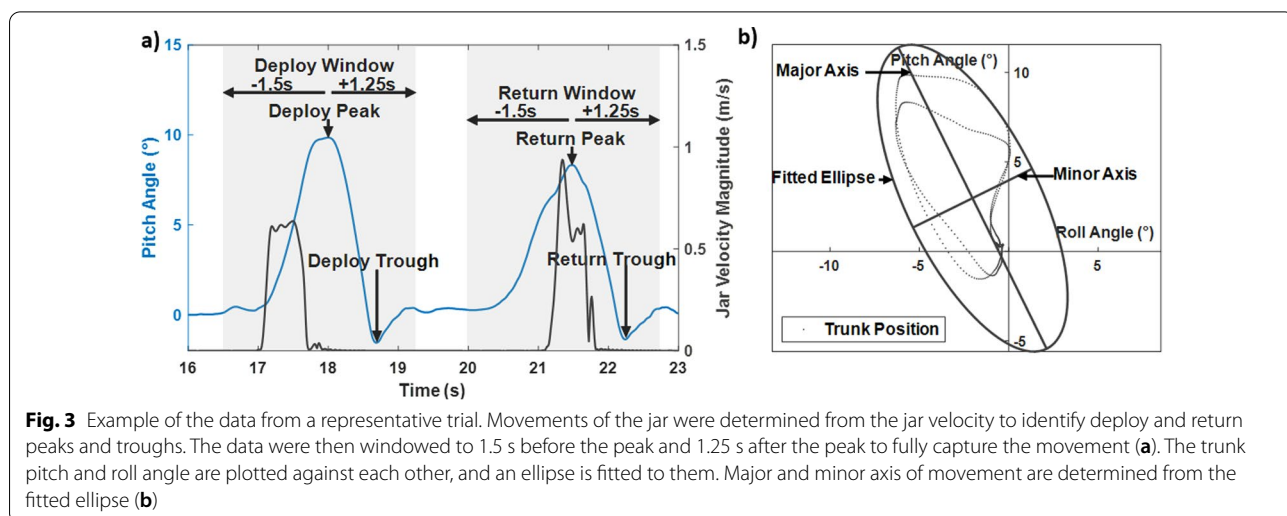 a)
15
10
5
0
Pitch Angle (°)
Deploy Window
-1.5s +1.25s
Deploy Peak
Deploy Trough
Return Window
-1.5s +1.25s
Return Peak
Return Trough
1.5
1
0.5
0
Jar Velocity Magnitude (m/s)
16 17 18 19 20 21 22 23
Time (s)
b)
Major Axis
Pitch Angle (°)
10
5
Fitted Ellipse
Minor Axis
Roll Angle (°)
-10 -5 0 5
-5
Trunk Position
Fig. 3 Example of the data from a representative trial. Movements of the jar were determined from the jar velocity to identify deploy and return
peaks and troughs. The data were then windowed to 1.5 s before the peak and 1.25 s after the peak to fully capture the movement (a). The trunk
pitch and roll angle are plotted against each other, and an ellipse is fitted to them. Major and minor axis of movement are determined from the
fitted ellipse (b)